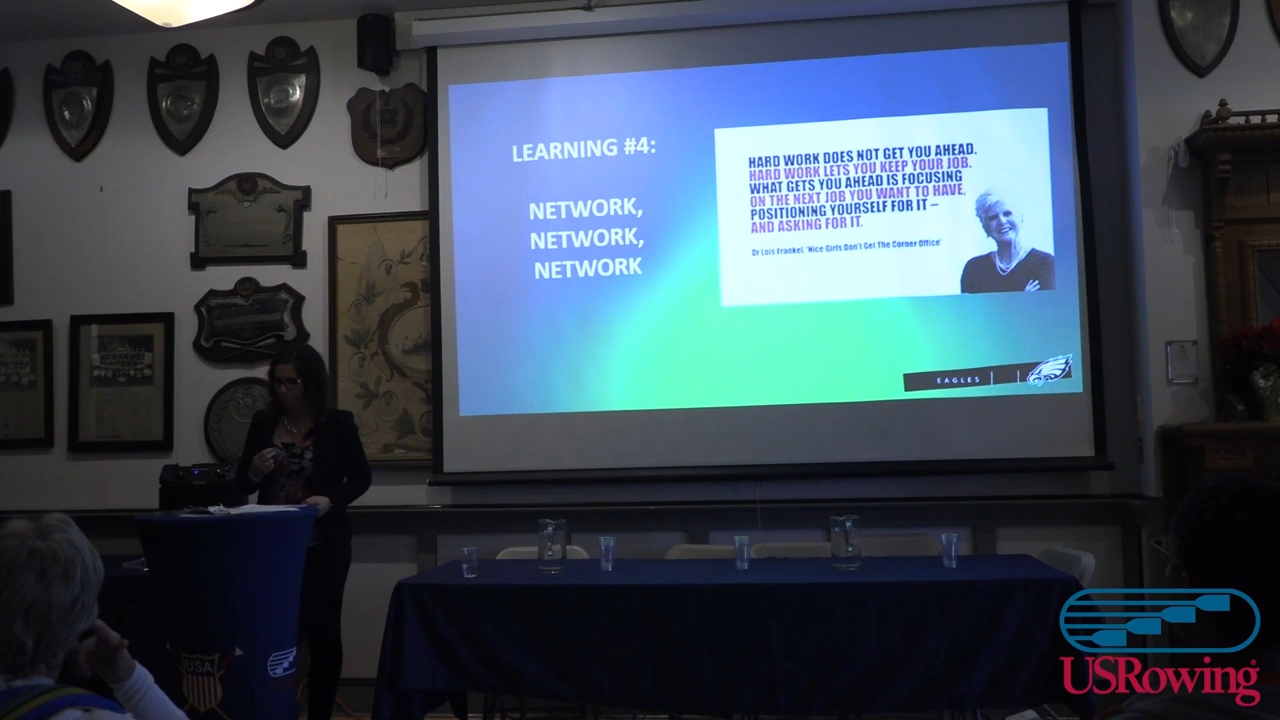 LEARNING #4:
NETWORK,
NETWORK,
NETWORK
HARD WORK DOES NOT GET YOU AHEAD.
HARD WORK LETS YOU KEEP YOUR JOB.
WHAT GETS YOU AHEAD IS FOCUSING
ON THE NEXT JOB YOU WANT TO HAVE,
POSITIONING YOURSELF FOR IT –
AND ASKING FOR IT.
Dr Lois Frankel, 'Nice Girls Don't Get The Corner Office'
EAGLES
USA
USRowing